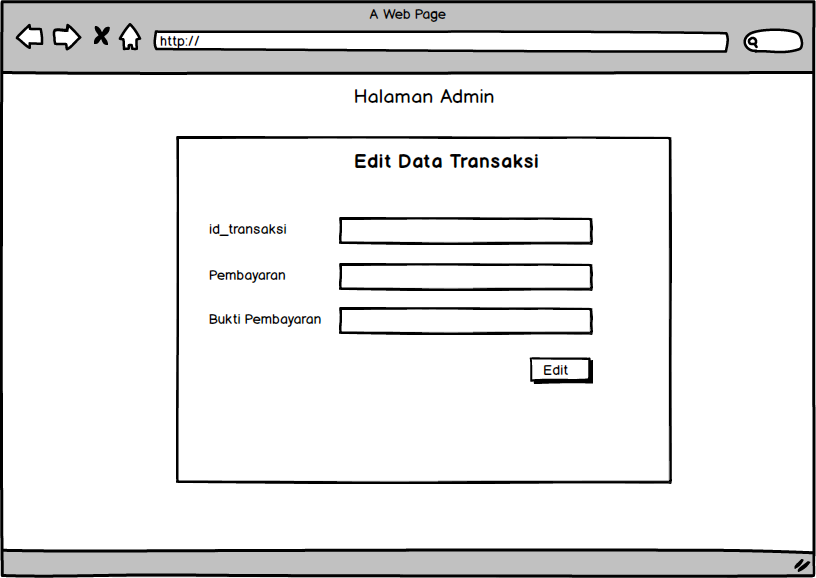 A Web Page
http://
Halaman Admin
Edit Data Transaksi
id_transaksi
Pembayaran
Bukti Pembayaran
Edit